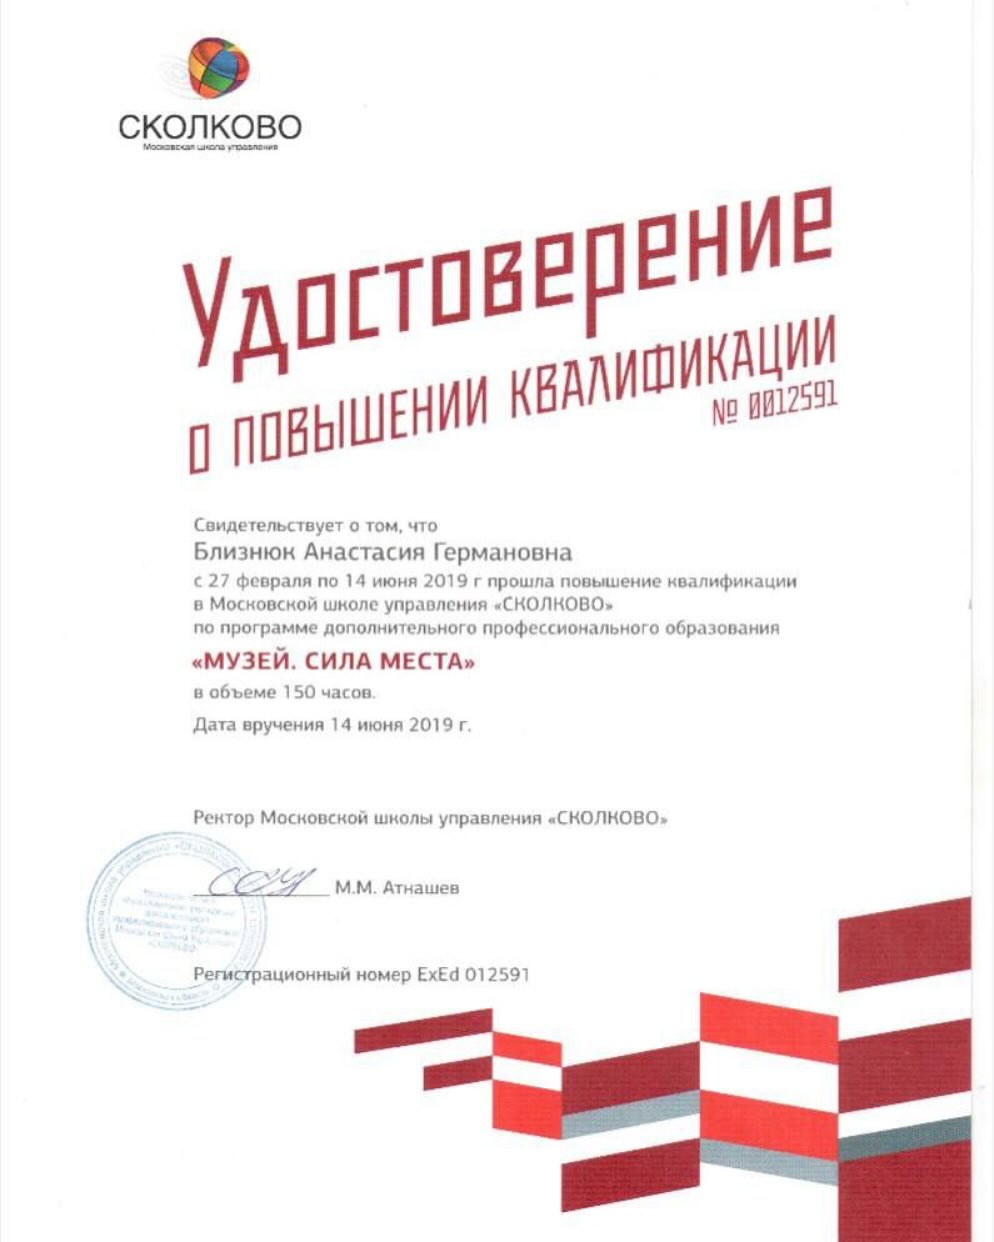 СКОЛКОВО
Московская школа управления
Удостоверение
о повышении квалификации
№ 0012591
Свидетельствует о том, что
Близнюк Анастасия Германовна
с 27 февраля по 14 июня 2019 г прошла повышение квалификации
в Московской школе управления «СКОЛКОВО»
по программе дополнительного профессионального образования
«МУЗЕЙ. СИЛА МЕСТА»
в объеме 150 часов.
Дата вручения 14 июня 2019 г.
Ректор Московской школы управления «СКОЛКОВО»
М.М. Атнашев
Регистрационный номер ExEd 012591